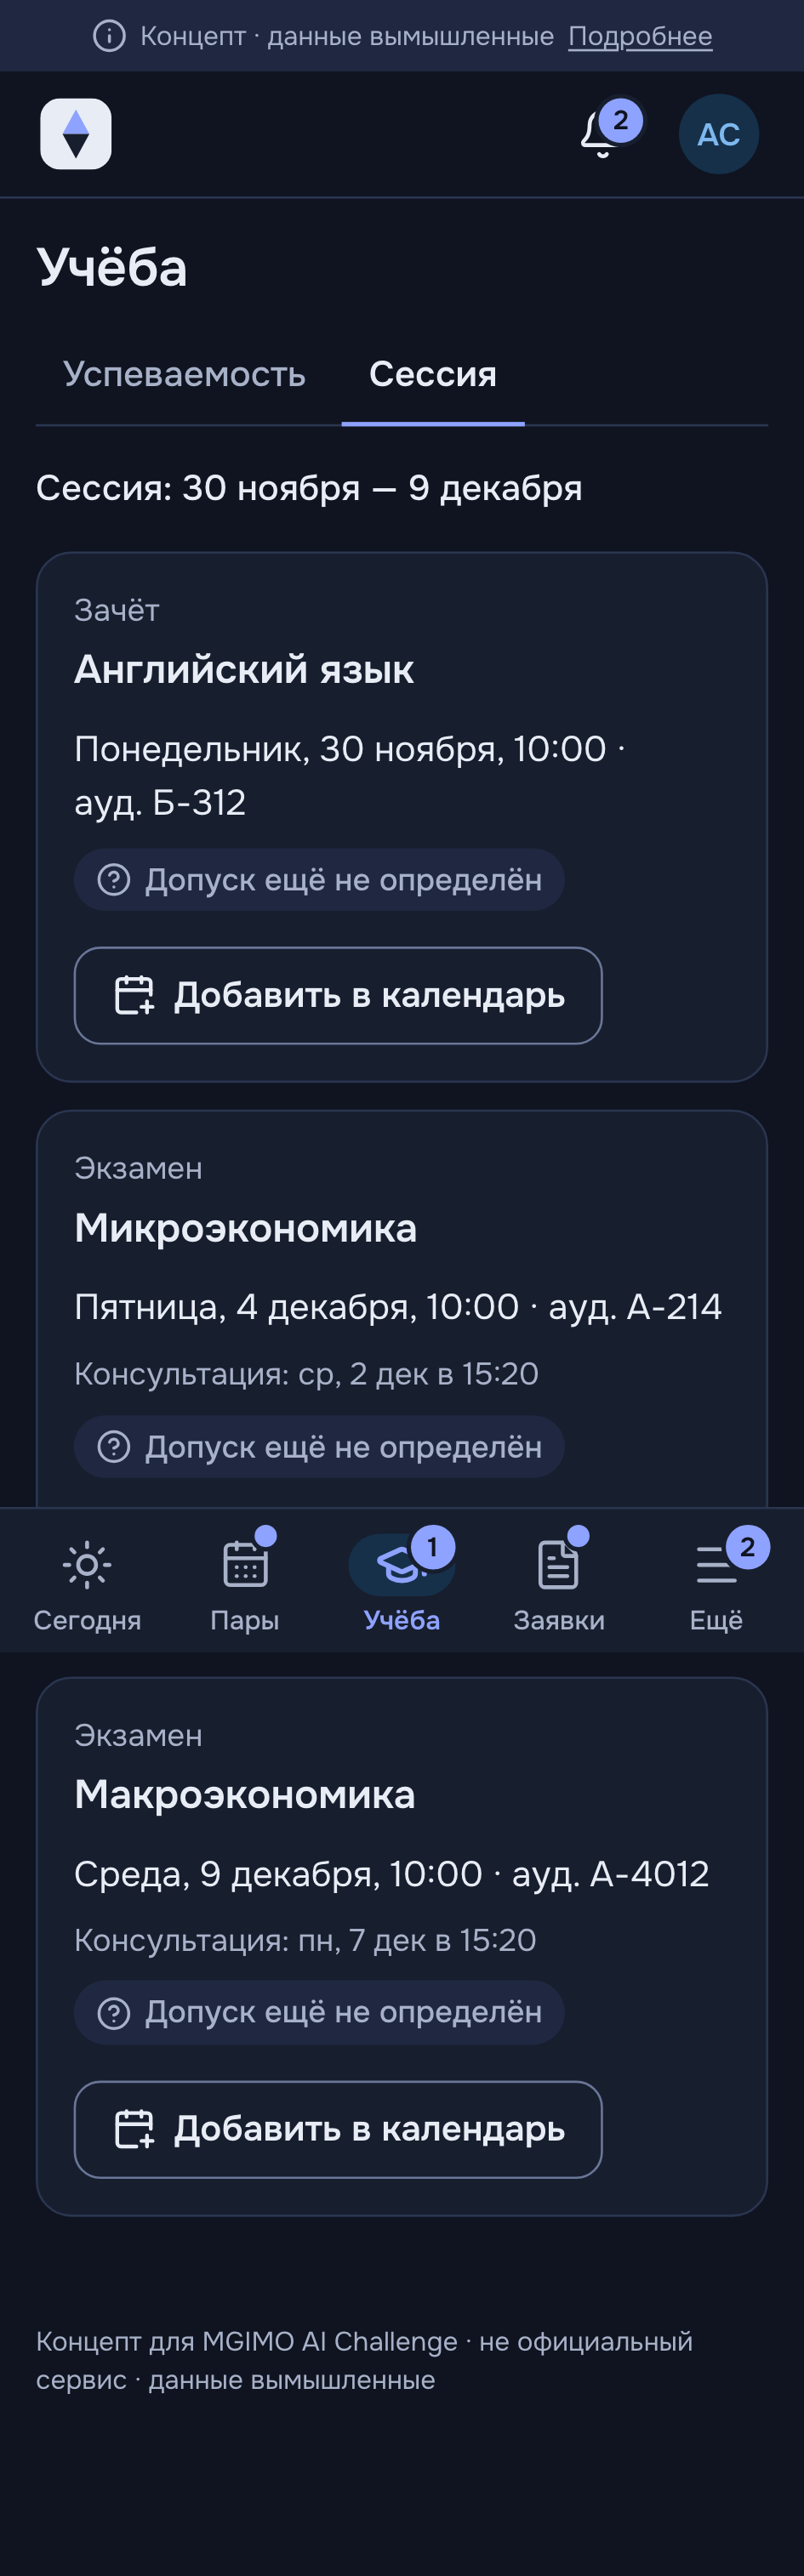 Концепт · данные вымышленные Подробнее
2
АС
Учёба
Успеваемость Сессия
Сессия: 30 ноября — 9 декабря
Зачёт
Английский язык
Понедельник, 30 ноября, 10:00 ·
ауд. Б-312
Допуск ещё не определён
Добавить в календарь
Экзамен
Микроэкономика
Пятница, 4 декабря, 10:00 · ауд. А-214
Консультация: ср, 2 дек в 15:20
Допуск ещё не определён
1 2
Сегодня Пары Учёба Заявки Ещё
Экзамен
Макроэкономика
Среда, 9 декабря, 10:00 · ауд. А-4012
Консультация: пн, 7 дек в 15:20
Допуск ещё не определён
Добавить в календарь
Концепт для MGIMO AI Challenge · не официальный
сервис · данные вымышленные